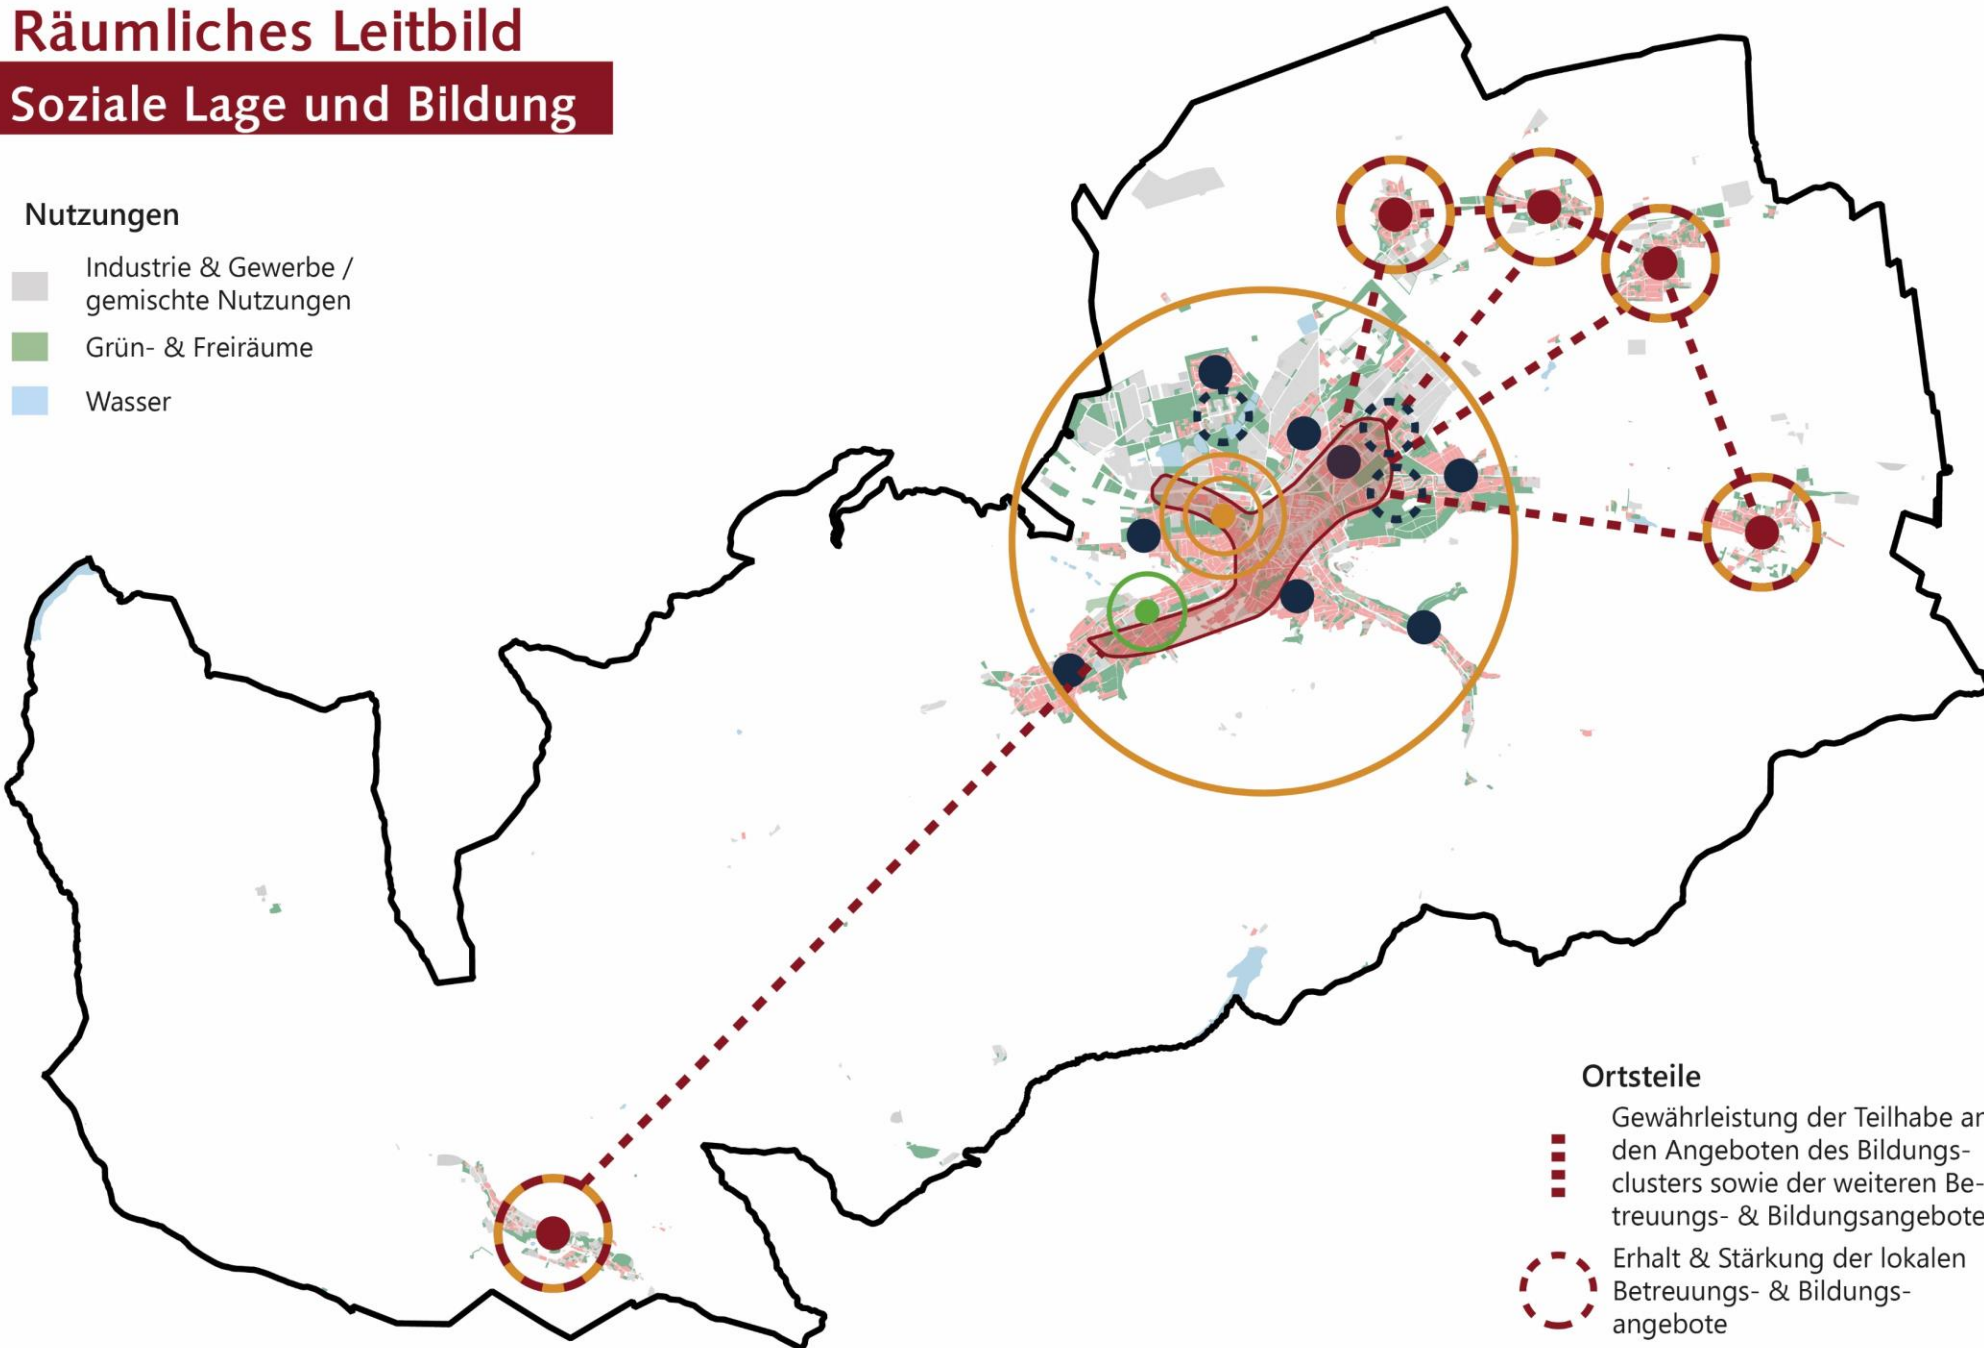 Räumliches Leitbild
Soziale Lage und Bildung
Nutzungen
Industrie & Gewerbe /
gemischte Nutzungen
Grün- & Freiräume
Wasser
Ortsteile
Gewährleistung der Teilhabe an
den Angeboten des Bildungs-
clusters sowie der weiteren Be-
treuungs- & Bildungsangebote
Erhalt & Stärkung der lokalen
Betreuungs- & Bildungs-
angebote